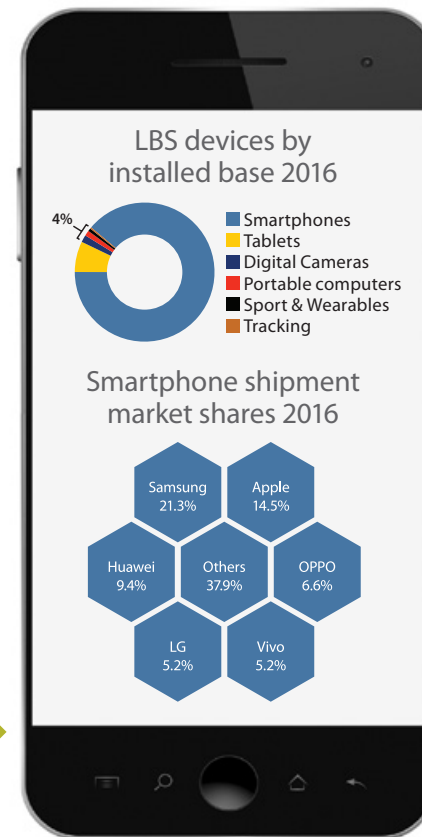 LBS devices by
installed base 2016
4%
Smartphones
Tablets
Digital Cameras
Portable computers
Sport & Wearables
Tracking
Smartphone shipment
market shares 2016
Samsung
21.3%
Apple
14.5%
Huawei
9.4%
Others
37.9%
OPPO
6.6%
LG
5.2%
Vivo
5.2%